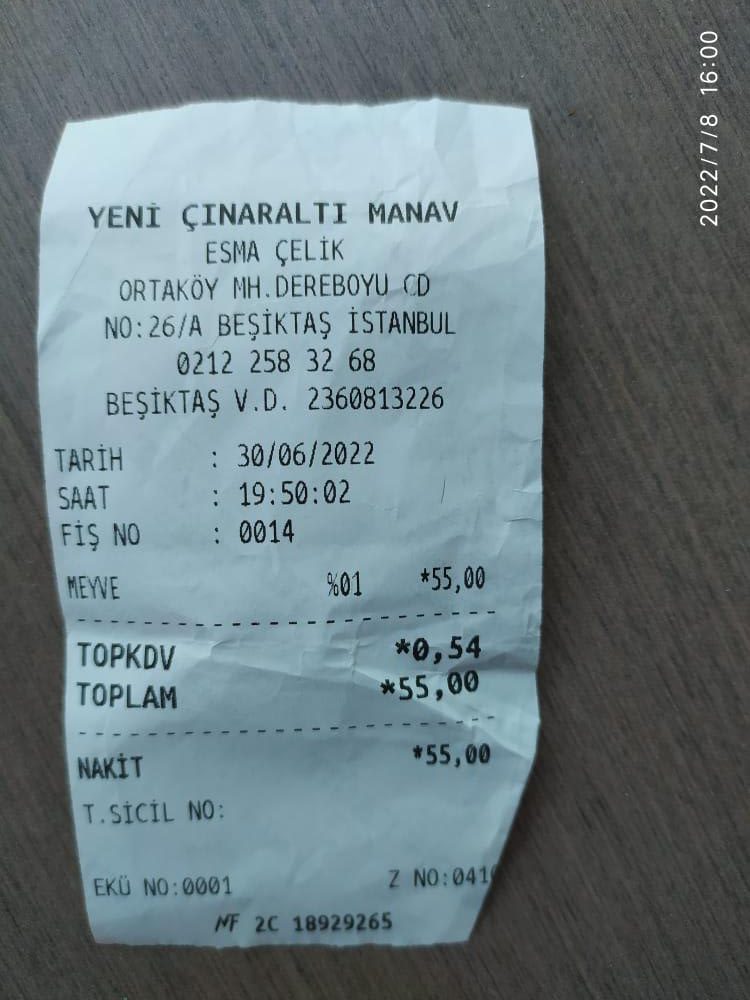 2022/7/8 16:00
YENİ ÇINARALTI MANAV
ESMA ÇELİK
ORTAKÖY MH.DEREBOYU CD
NO:26/A BEŞİKTAŞ İSTANBUL
0212 258 32 68
BEŞİKTAŞ V.D. 2360813226
TARİH : 30/06/2022
SAAT : 19:50:02
FİŞ NO : 0014
MEYVE %01 *55,00
TOPKDV *0,54
TOPLAM *55,00
NAKİT *55,00
T.SİCİL NO:
EKÜ NO:0001 Z NO:041
MF 2C 18929265